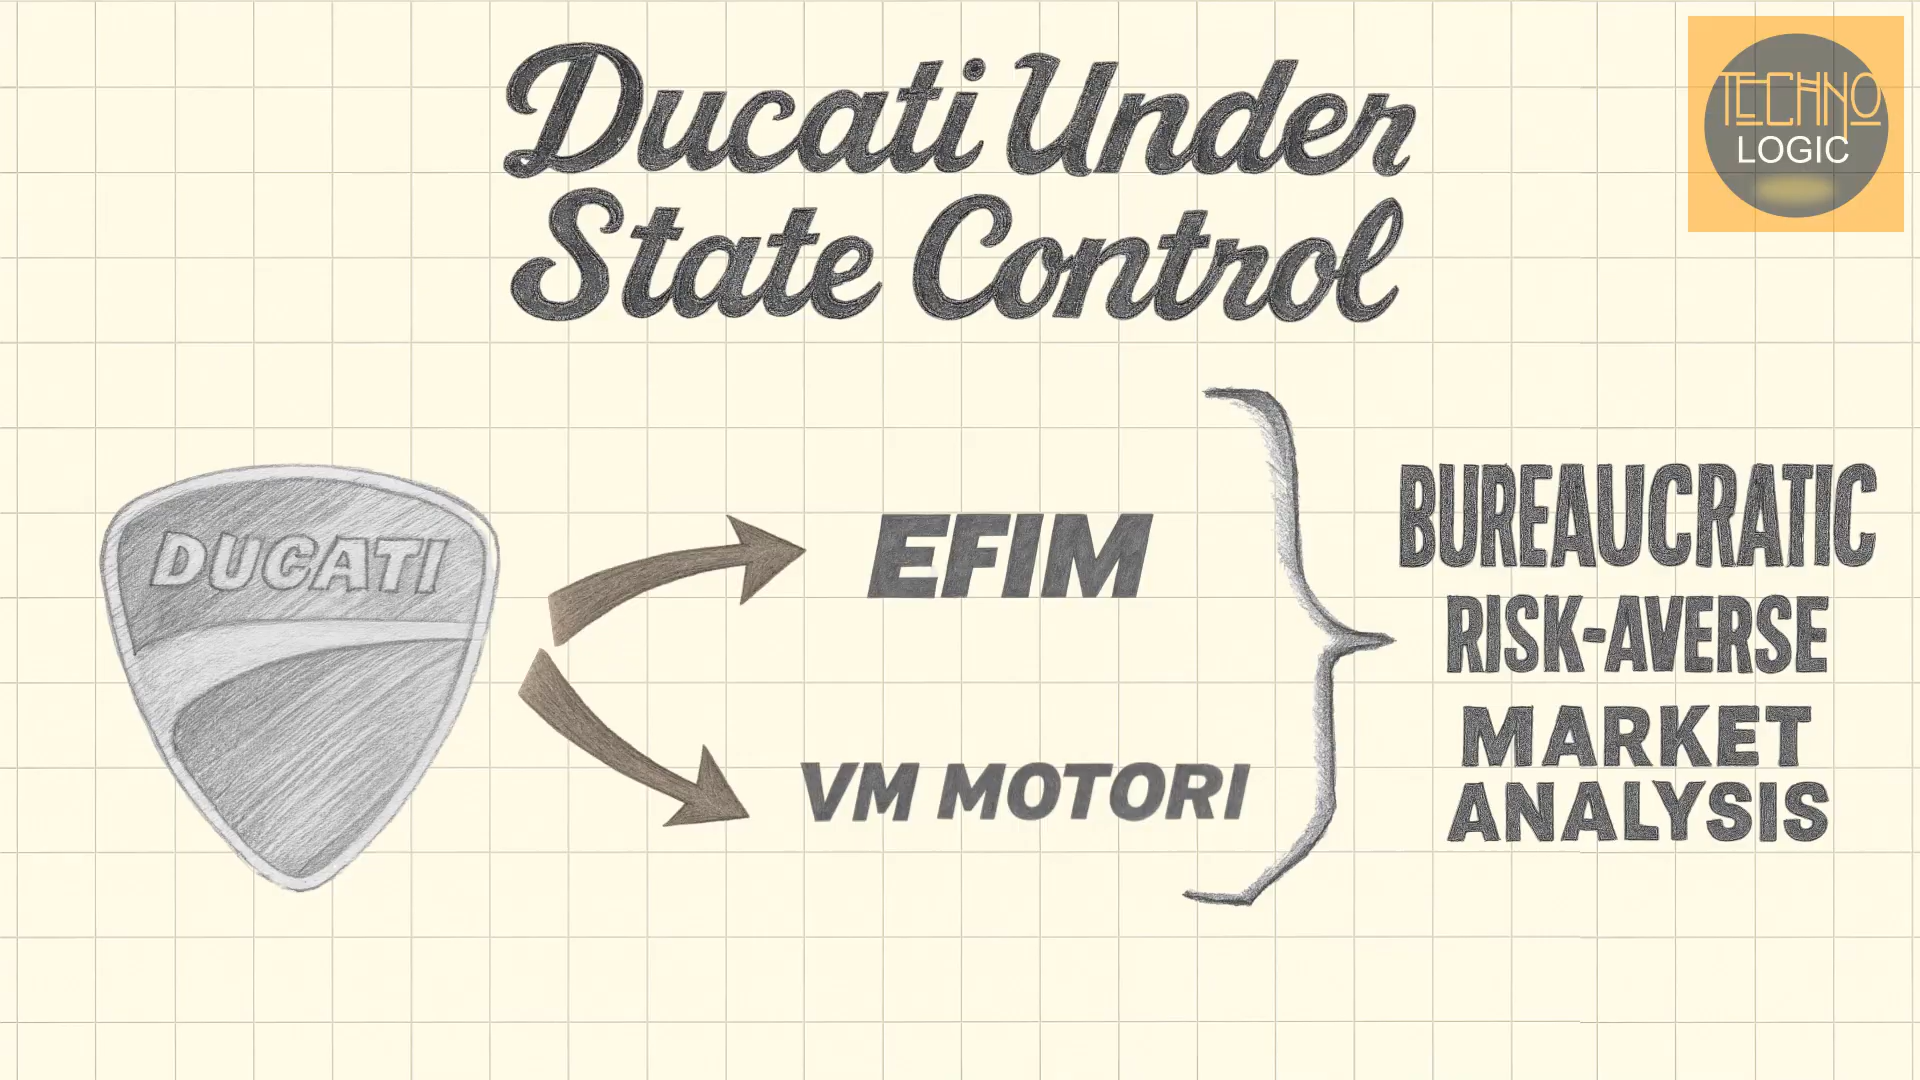 Ducati Under
State Control
TECHNO
LOGIC
DUCATI
EFIM
VM MOTORI
BUREAUCRATIC
RISK-AVERSE
MARKET
ANALYSIS